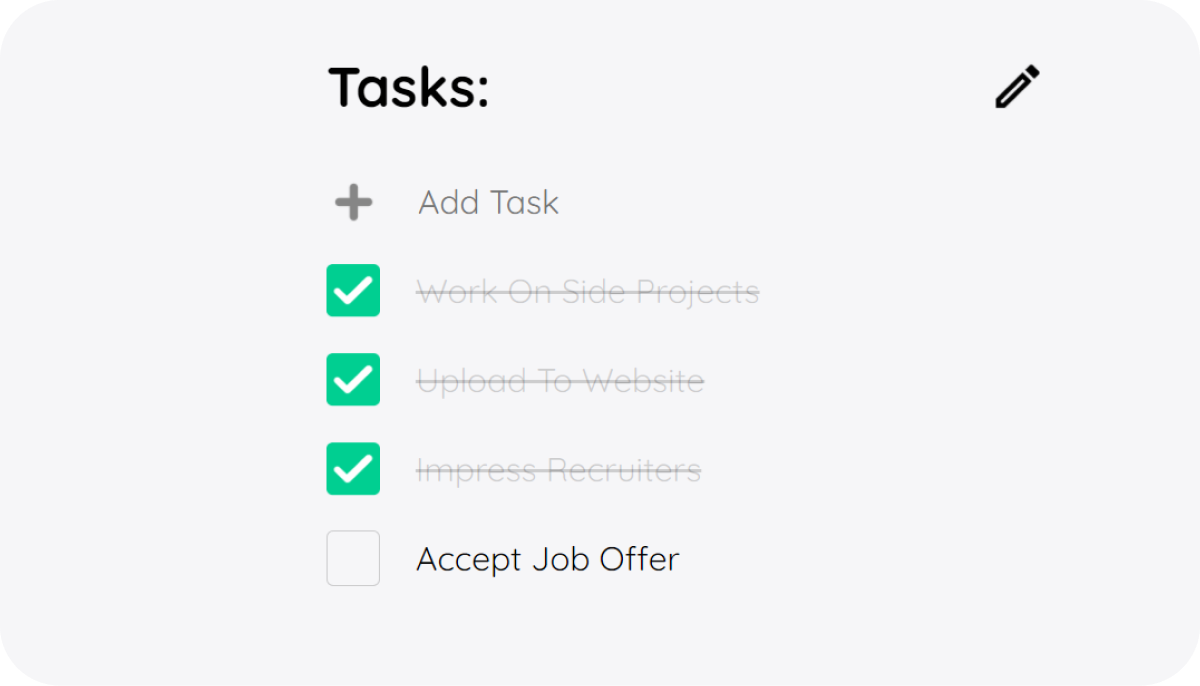 Tasks:
Add Task
Work On Side Projects
Upload To Website
Impress Recruiters
Accept Job Offer